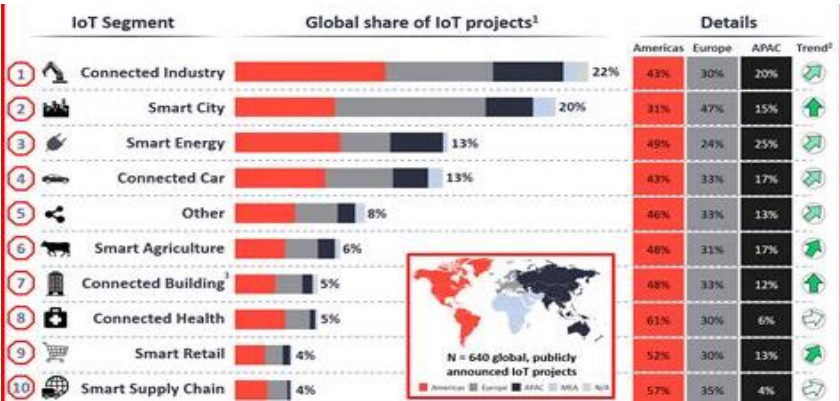 IoT Segment Global share of IoT projects¹ Details
Americas Europe APAC Trend²
1 Connected Industry 22% 43% 30% 20%
2 Smart City 20% 31% 47% 15%
3 Smart Energy 13% 49% 24% 25%
4 Connected Car 13% 43% 33% 17%
5 Other 8% 46% 33% 13%
6 Smart Agriculture 6% 48% 31% 17%
7 Connected Building³ 5% 48% 33% 12%
8 Connected Health 5% 61% 30% 6%
9 Smart Retail 4% 52% 30% 13%
10 Smart Supply Chain 4% 57% 35% 4%
N = 640 global, publicly
announced IoT projects
Americas Europe APAC MEA N/A